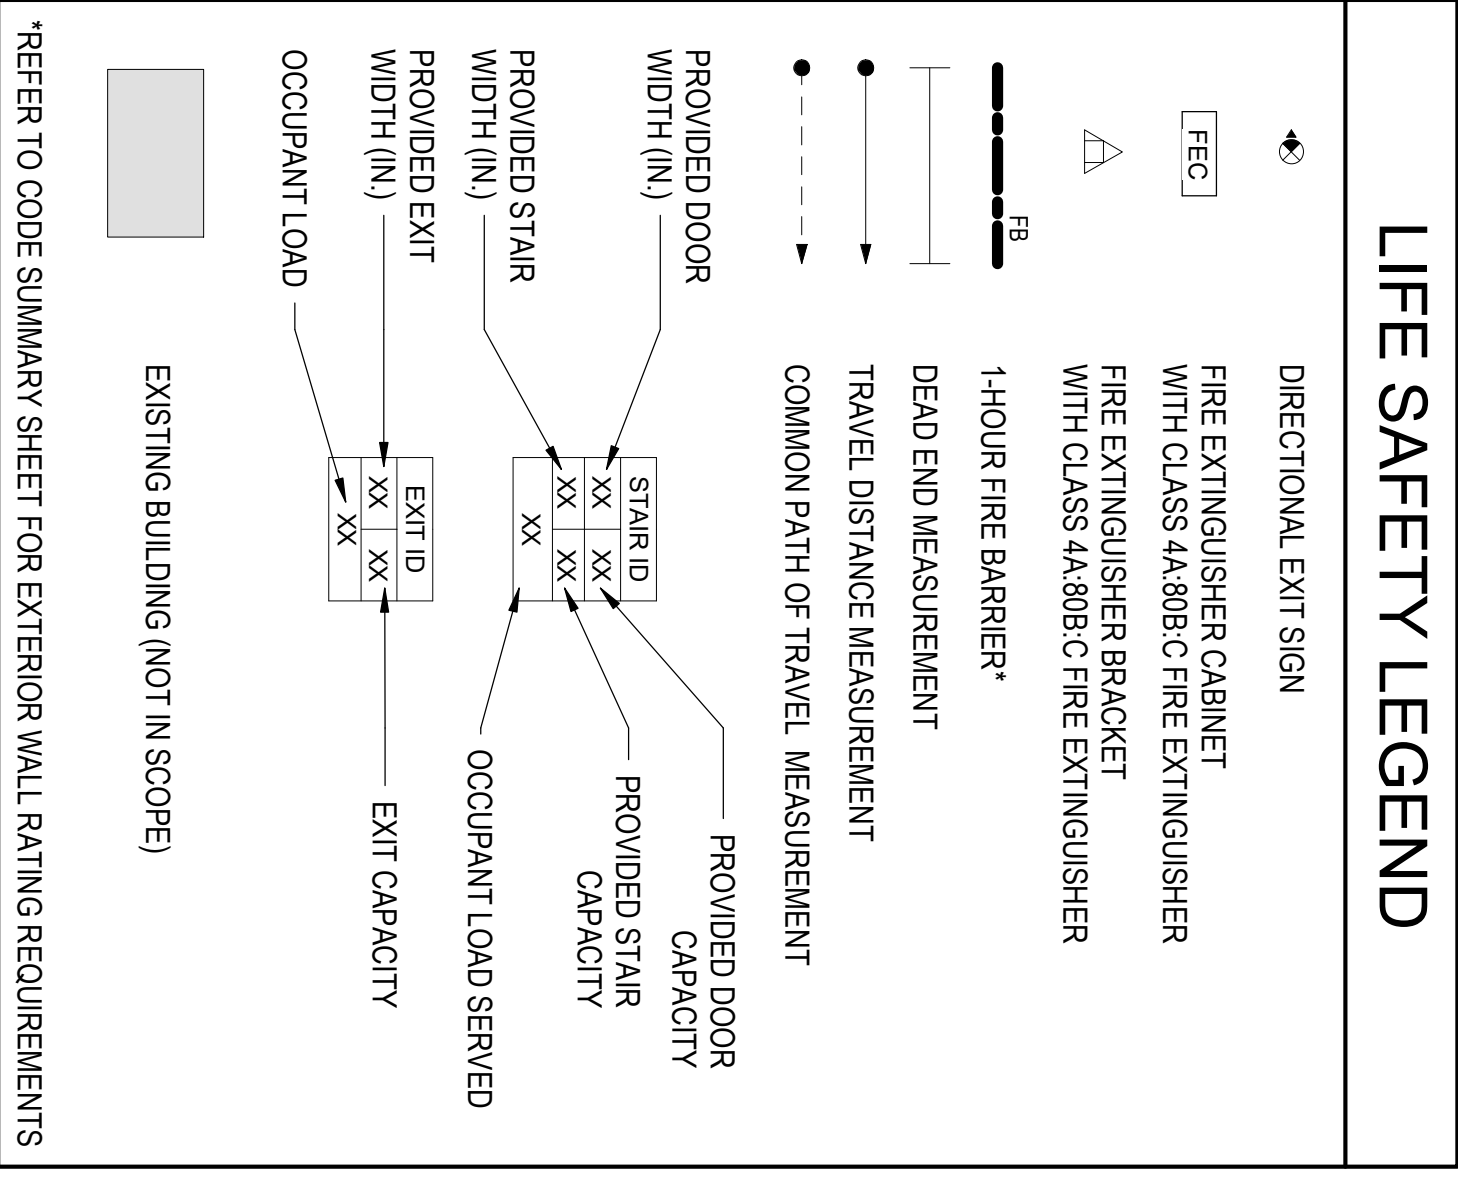 LIFE SAFETY LEGEND
DIRECTIONAL EXIT SIGN
FEC
FIRE EXTINGUISHER CABINET
WITH CLASS 4A:80B:C FIRE EXTINGUISHER
FIRE EXTINGUISHER BRACKET
WITH CLASS 4A:80B:C FIRE EXTINGUISHER
FB
1-HOUR FIRE BARRIER*
DEAD END MEASUREMENT
TRAVEL DISTANCE MEASUREMENT
COMMON PATH OF TRAVEL MEASUREMENT
PROVIDED DOOR
WIDTH (IN.)
PROVIDED STAIR
WIDTH (IN.)
STAIR ID
XX XX
XX XX
XX
PROVIDED DOOR
CAPACITY
PROVIDED STAIR
CAPACITY
OCCUPANT LOAD SERVED
PROVIDED EXIT
WIDTH (IN.)
OCCUPANT LOAD
EXIT ID
XX XX
XX
EXIT CAPACITY
EXISTING BUILDING (NOT IN SCOPE)
*REFER TO CODE SUMMARY SHEET FOR EXTERIOR WALL RATING REQUIREMENTS